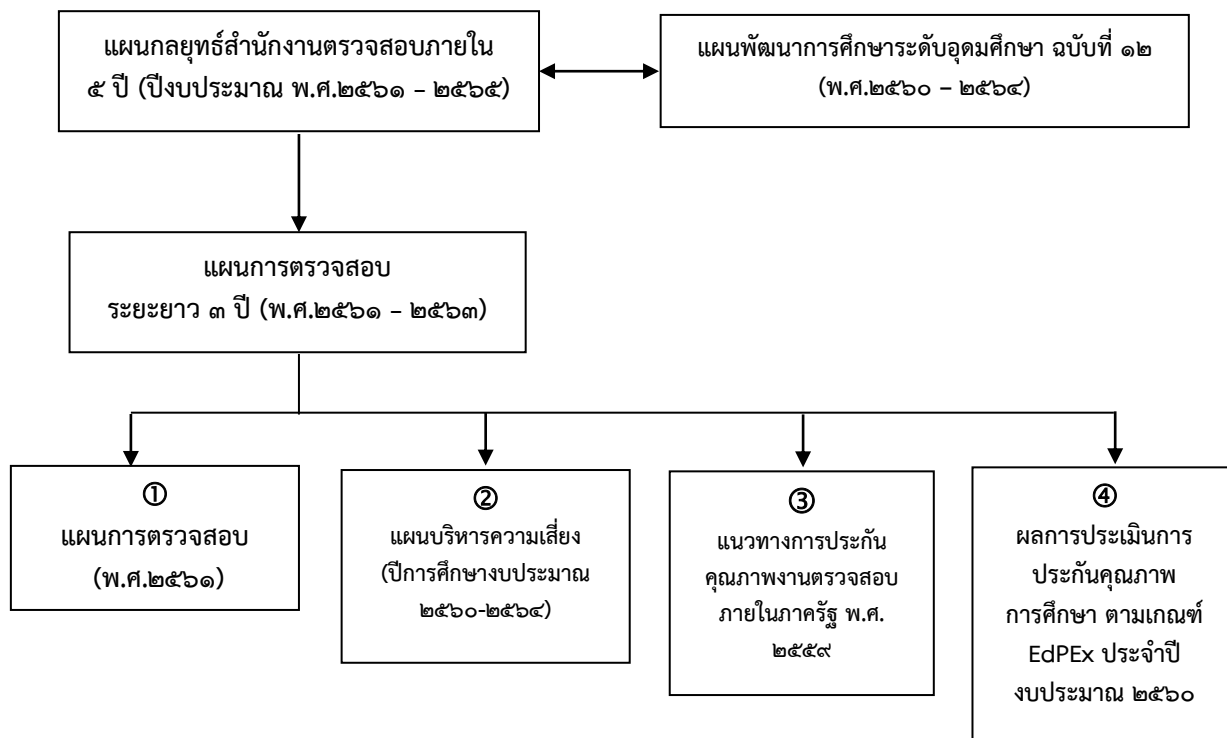 แผนกลยุทธ์สำนักงานตรวจสอบภายใน
๕ ปี (ปีงบประมาณ พ.ศ.๒๕๖๑ – ๒๕๖๕)
แผนพัฒนาการศึกษาระดับอุดมศึกษา ฉบับที่ ๑๒
(พ.ศ.๒๕๖๐ – ๒๕๖๔)
แผนการตรวจสอบ
ระยะยาว ๓ ปี (พ.ศ.๒๕๖๑ – ๒๕๖๓)
①
แผนการตรวจสอบ
(พ.ศ.๒๕๖๑)
②
แผนบริหารความเสี่ยง
(ปีการศึกษางบประมาณ
๒๕๖๐-๒๕๖๔)
③
แนวทางการประกัน
คุณภาพงานตรวจสอบ
ภายในภาครัฐ พ.ศ.
๒๕๕๙
④
ผลการประเมินการ
ประกันคุณภาพ
การศึกษา ตามเกณฑ์
EdPEx ประจำปี
งบประมาณ ๒๕๖๐